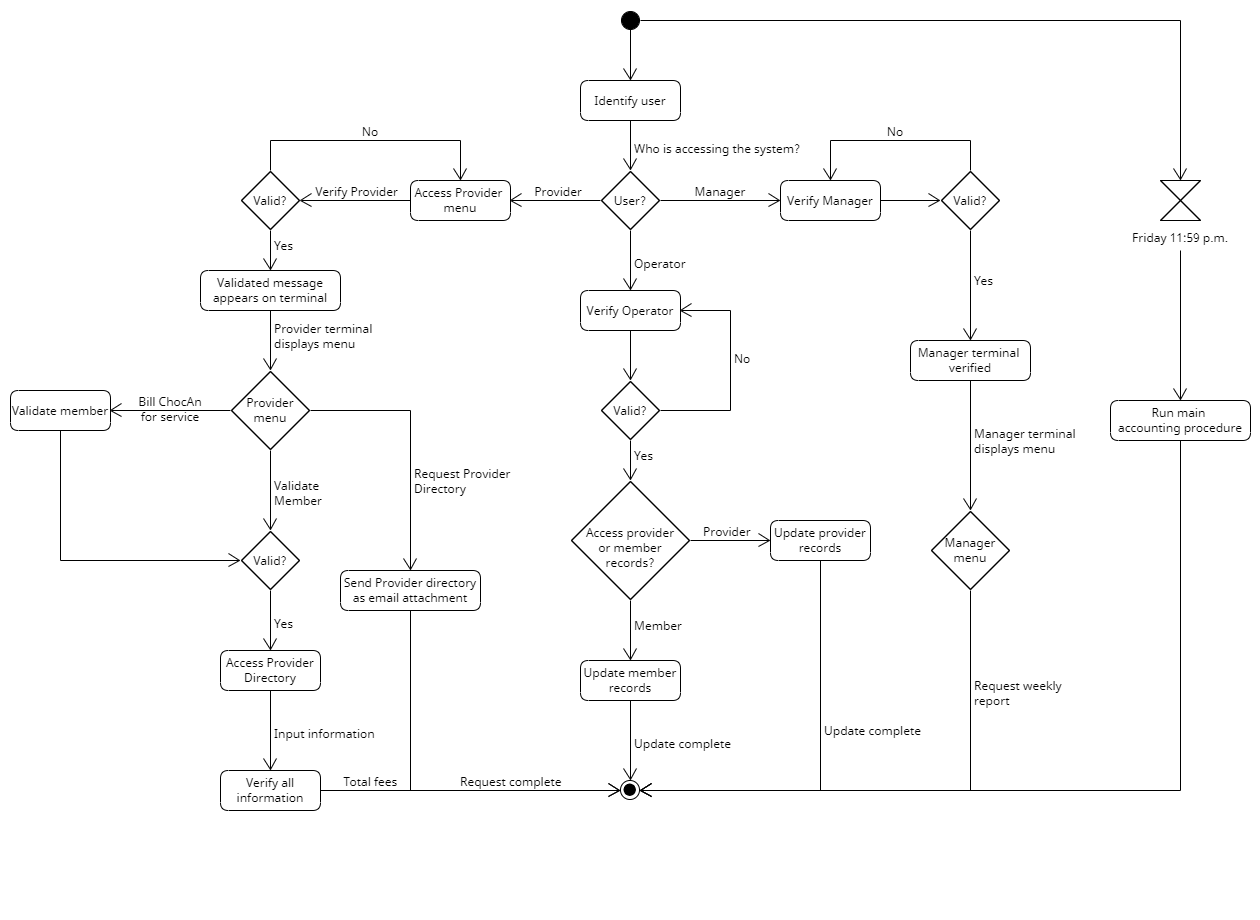 Identify user
Who is accessing the system?
No
No
Valid?
Verify Provider
Access Provider
menu
Provider
User?
Manager
Verify Manager
Valid?
Friday 11:59 p.m.
Yes
Validated message
appears on terminal
Operator
Verify Operator
Yes
Provider terminal
displays menu
No
Manager terminal
verified
Validate member
Bill ChocAn
for service
Provider
menu
Valid?
Run main
accounting procedure
Manager terminal
displays menu
Yes
Request Provider
Directory
Validate
Member
Access provider
or member
records?
Provider
Update provider
records
Manager
menu
Valid?
Send Provider directory
as email attachment
Yes
Member
Access Provider
Directory
Update member
records
Request weekly
report
Input information
Update complete
Update complete
Verify all
information
Total fees
Request complete